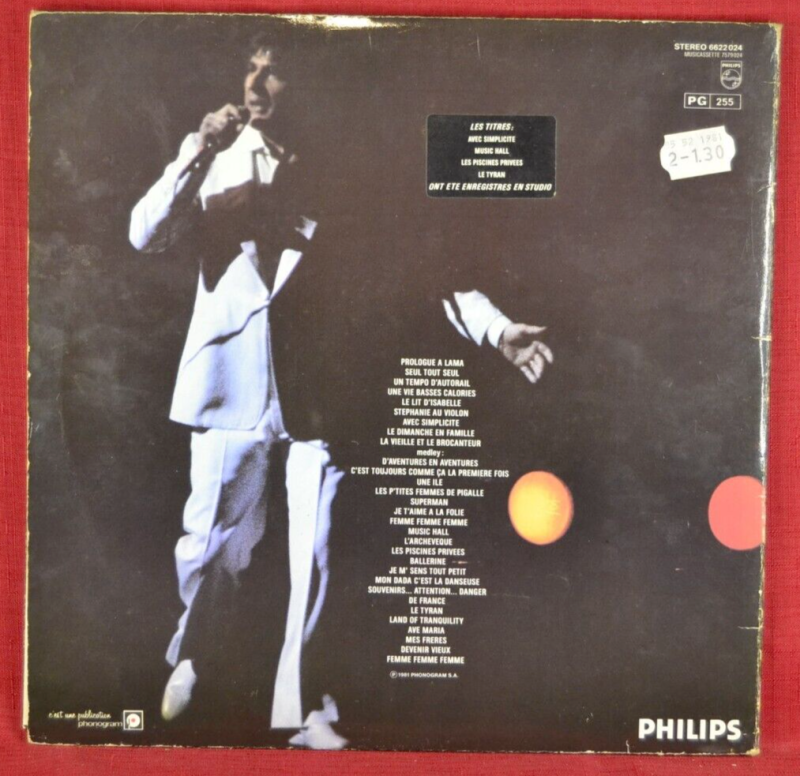 STEREO 6622 024
MUSICASSETTE 7579024
PHILIPS
PG 255
LES TITRES:
AVEC SIMPLICITE
MUSIC HALL
LES PISCINES PRIVEES
LE TYRAN
ONT ETE ENREGISTRES EN STUDIO
1981
2-1.30
PROLOGUE A LAMA
SEUL TOUT SEUL
UN TEMPO D'AUTORAIL
UNE VIE BASSES CALORIES
LE LIT D'ISABELLE
STEPHANIE AU VIOLON
AVEC SIMPLICITE
LE DIMANCHE EN FAMILLE
LA VIEILLE ET LE BROCANTEUR
medley:
D'AVENTURES EN AVENTURES
C'EST TOUJOURS COMME ÇA LA PREMIERE FOIS
UNE ILE
LES P'TITES FEMMES DE PIGALLE
SUPERMAN
JE T'AIME A LA FOLIE
FEMME FEMME FEMME
MUSIC HALL
L'ARCHEVEQUE
LES PISCINES PRIVEES
BALLERINE
JE M' SENS TOUT PETIT
MON DADA C'EST LA DANSEUSE
SOUVENIRS... ATTENTION... DANGER
DE FRANCE
LE TYRAN
LAND OF TRANQUILITY
AVE MARIA
MES FRERES
DEVENIR VIEUX
FEMME FEMME FEMME
℗ 1981 PHONOGRAM S.A.
c'est une publication
phonogram
PHILIPS